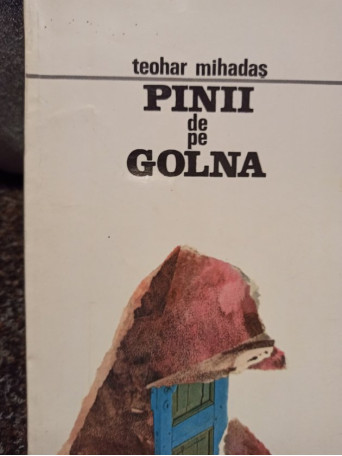 teohar mihadaş
PINII
de
pe
GOLNA